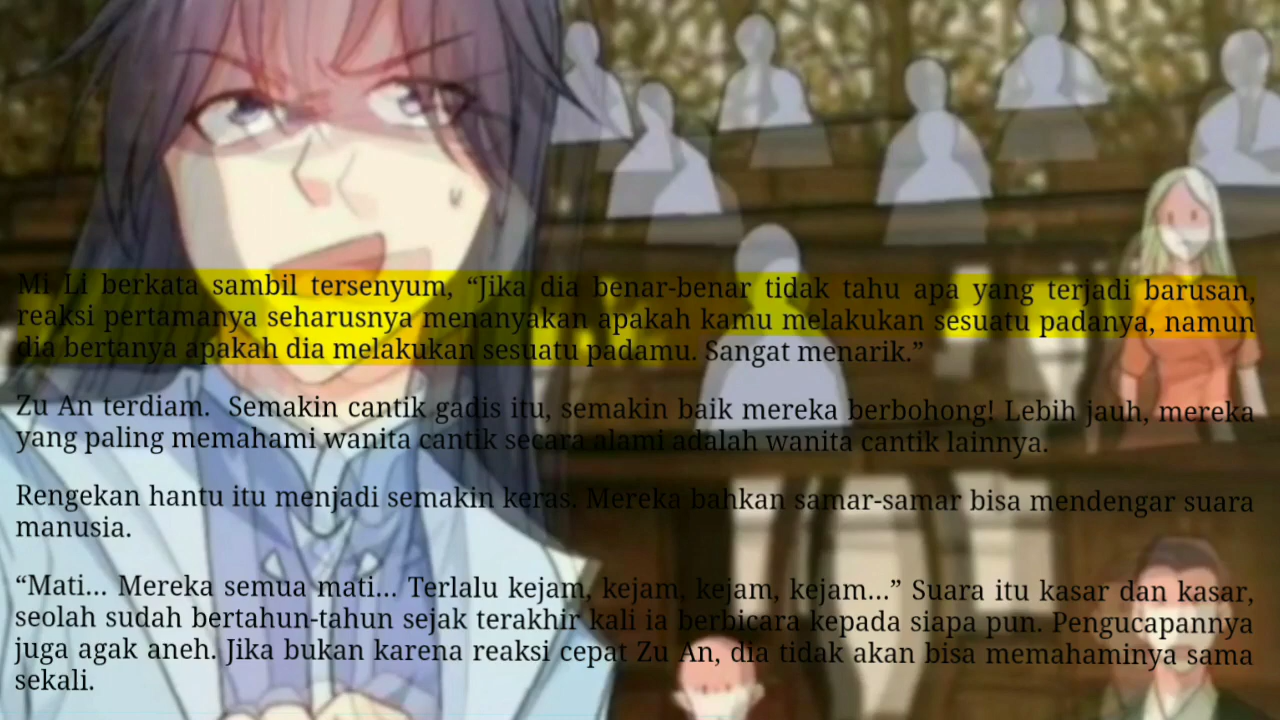 Mi Li berkata sambil tersenyum, “Jika dia benar-benar tidak tahu apa yang terjadi barusan,
reaksi pertamanya seharusnya menanyakan apakah kamu melakukan sesuatu padanya, namun
dia bertanya apakah dia melakukan sesuatu padamu. Sangat menarik.”
Zu An terdiam.  Semakin cantik gadis itu, semakin baik mereka berbohong! Lebih jauh, mereka
yang paling memahami wanita cantik secara alami adalah wanita cantik lainnya.
Rengekan hantu itu menjadi semakin keras. Mereka bahkan samar-samar bisa mendengar suara
manusia.
“Mati... Mereka semua mati... Terlalu kejam, kejam, kejam, kejam...” Suara itu kasar dan kasar,
seolah sudah bertahun-tahun sejak terakhir kali ia berbicara kepada siapa pun. Pengucapannya
juga agak aneh. Jika bukan karena reaksi cepat Zu An, dia tidak akan bisa memahaminya sama
sekali.